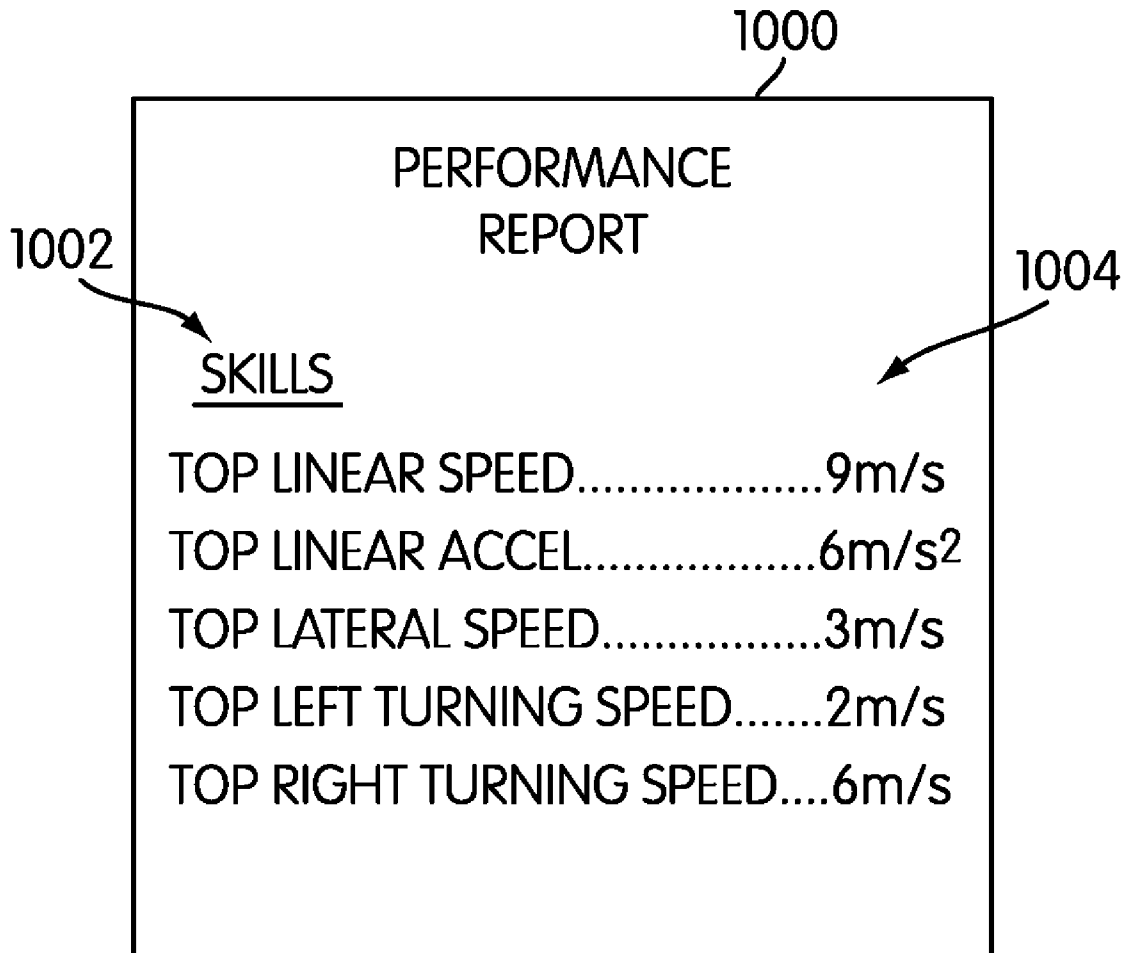 1000
PERFORMANCE
REPORT
1002
1004
SKILLS
TOP LINEAR SPEED...................9m/s
TOP LINEAR ACCEL..................6m/s2
TOP LATERAL SPEED.................3m/s
TOP LEFT TURNING SPEED.......2m/s
TOP RIGHT TURNING SPEED....6m/s